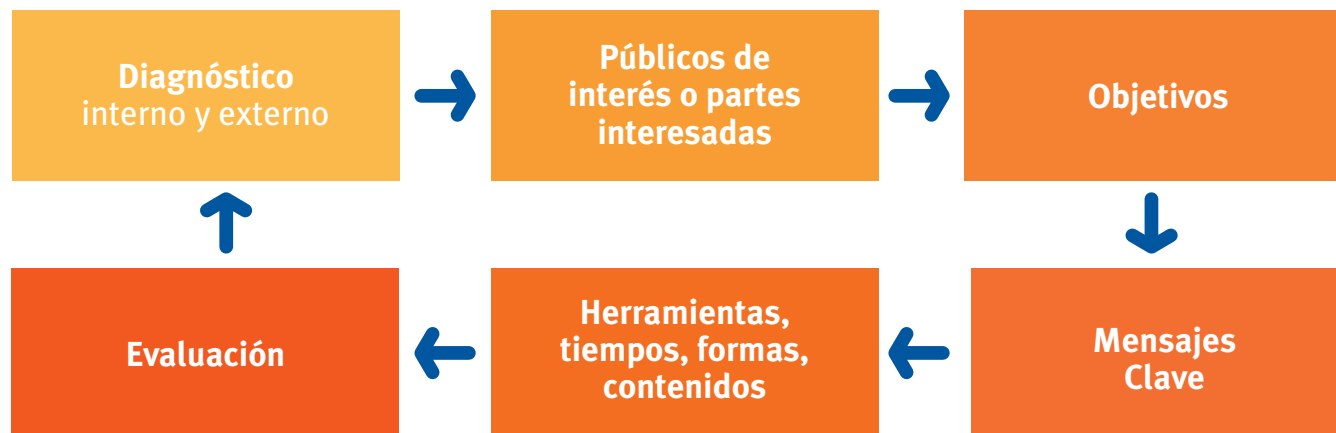 Diagnóstico
interno y externo
Públicos de
interés o partes
interesadas
Objetivos
Mensajes
Clave
Herramientas,
tiempos, formas,
contenidos
Evaluación